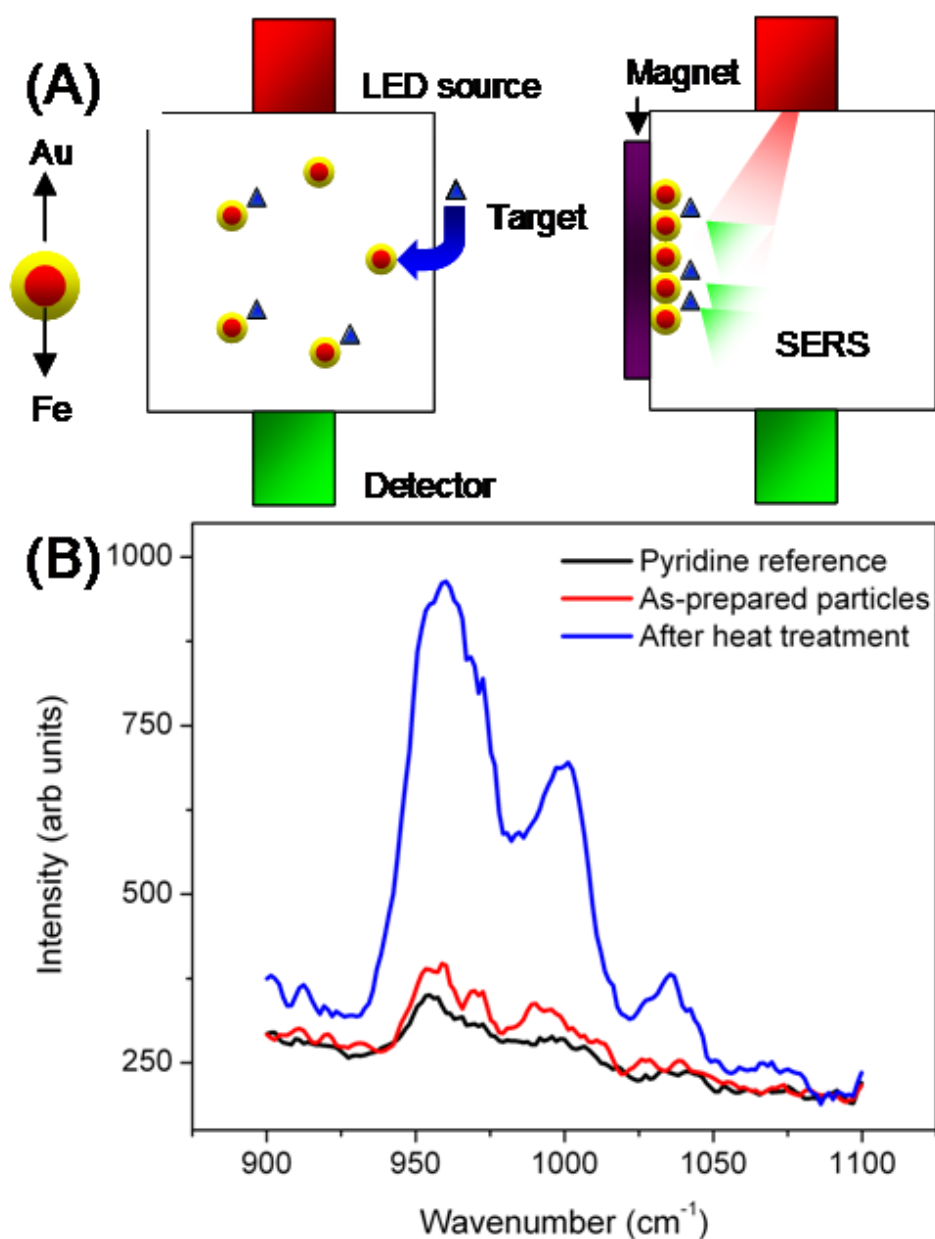 (A)
LED source
Magnet
Au
Target
Fe
SERS
Detector
(B)
1000
750
500
250
Pyridine reference
As-prepared particles
After heat treatment
Intensity (arb units)
900 950 1000 1050 1100
Wavenumber (cm⁻¹)